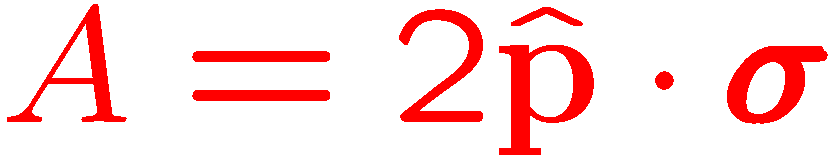 A = 2p̂ · σ